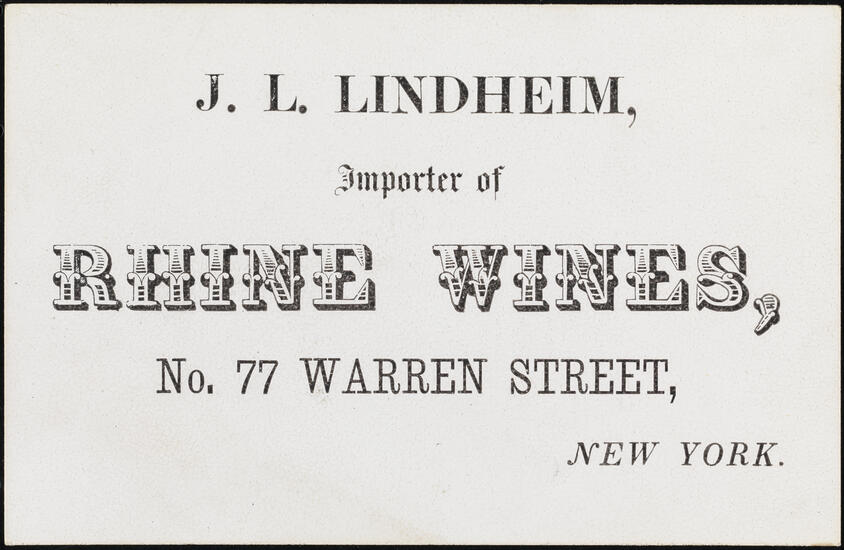 J. L. LINDHEIM,
Importer of
RHINE WINES,
No. 77 WARREN STREET,
NEW YORK.